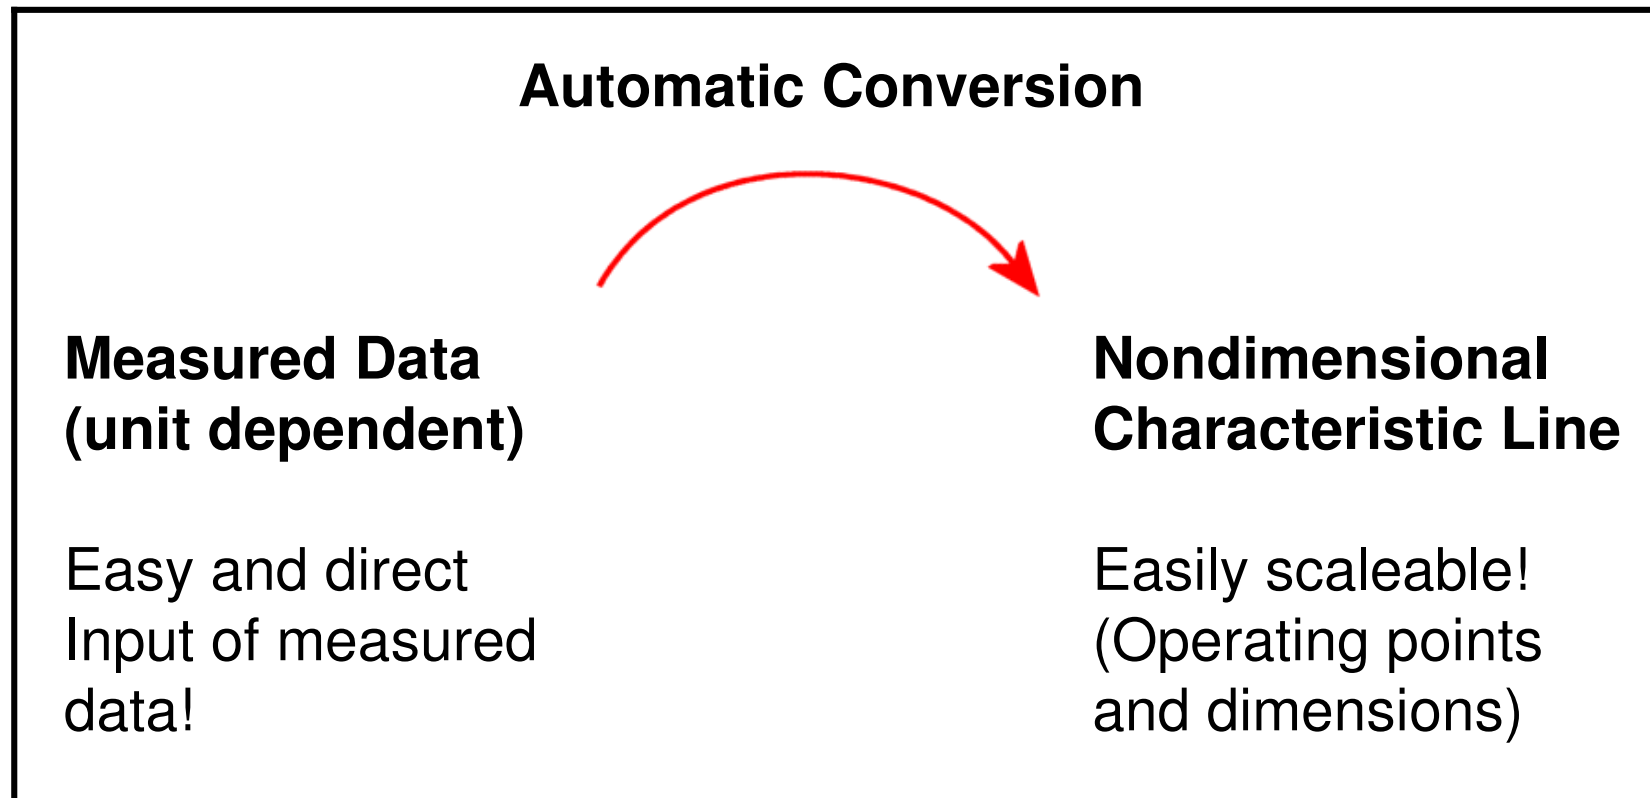 Automatic Conversion
Measured Data
(unit dependent)
Easy and direct
Input of measured
data!
Nondimensional
Characteristic Line
Easily scaleable!
(Operating points
and dimensions)